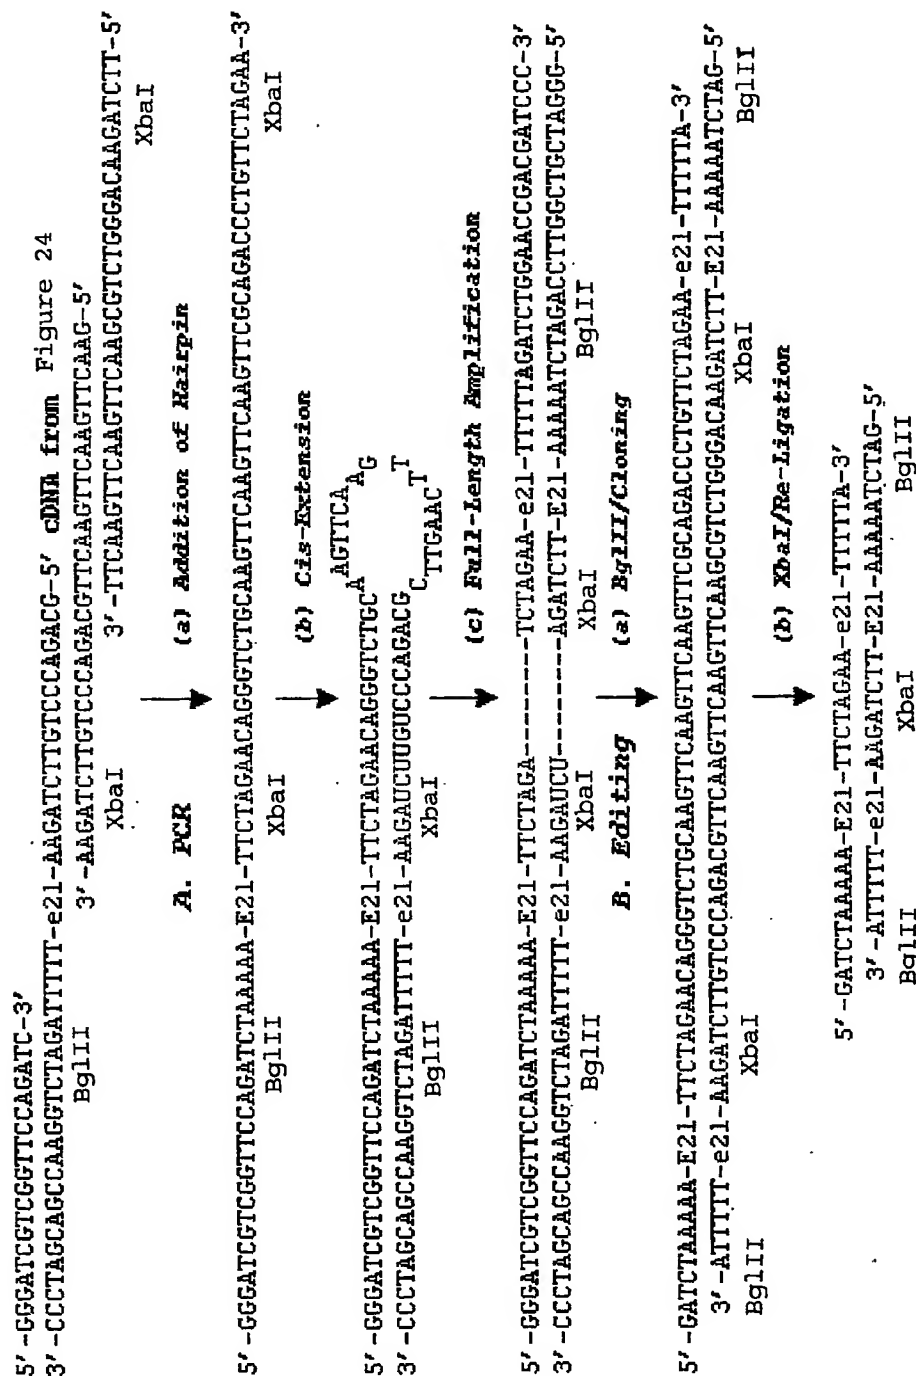 5'-GGGATCGTCGGTTCCAGATC-3'
3'-CCCTAGCAGCCAAGGTCTAGATTTTT-e21-AAGATCTTGTCCCAGACG-5' cDNA from Figure 24
BglII
3'-AAGATCTTGTCCCAGACGTTCAAGTTCAAGTTCAAG-5'
XbaI
3'-TTCAAGTTCAAGTTCAAGCGTCTGGGACAAGATCTT-5'
XbaI
A. PCR
(a) Addition of Hairpin
5'-GGGATCGTCGGTTCCAGATCTAAAAA-E21-TTCTAGAACAGGGTCTGCAAGTTCAAGTTCAAGTTCGCAGACCCTGTTCTAGAA-3'
BglII XbaI XbaI
(b) Cis-Extension
AGTTCA
A A
G
5'-GGGATCGTCGGTTCCAGATCTAAAAA-E21-TTCTAGAACAGGGTCTGC
3'-CCCTAGCAGCCAAGGTCTAGATTTTT-e21-AAGAUCUUGUCCCAGACG
T
C T
TTGAAC
BglII XbaI
(c) Full-Length Amplification
5'-GGGATCGTCGGTTCCAGATCTAAAAA-E21-TTCTAGA--------TCTAGAA-e21-TTTTTAGATCTGGAACCGACGATCCC-3'
3'-CCCTAGCAGCCAAGGTCTAGATTTTT-e21-AAGAUCU--------AGATCTT-E21-AAAAATCTAGACCTTGGCTGCTAGGG-5'
BglII XbaI XbaI BglII
B. Editing
(a) BglII/Cloning
5'-GATCTAAAAA-E21-TTCTAGAACAGGGTCTGCAAGTTCAAGTTCAAGTTCGCAGACCCTGTTCTAGAA-e21-TTTTTA-3'
3'-ATTTTT-e21-AAGATCTTGTCCCAGACGTTCAAGTTCAAGTTCAAGCGTCTGGGACAAGATCTT-E21-AAAAATCTAG-5'
BglII XbaI XbaI BglII
(b) XbaI/Re-Ligation
5'-GATCTAAAAA-E21-TTCTAGAA-e21-TTTTTA-3'
3'-ATTTTT-e21-AAGATCTT-E21-AAAAATCTAG-5'
BglII XbaI BglII